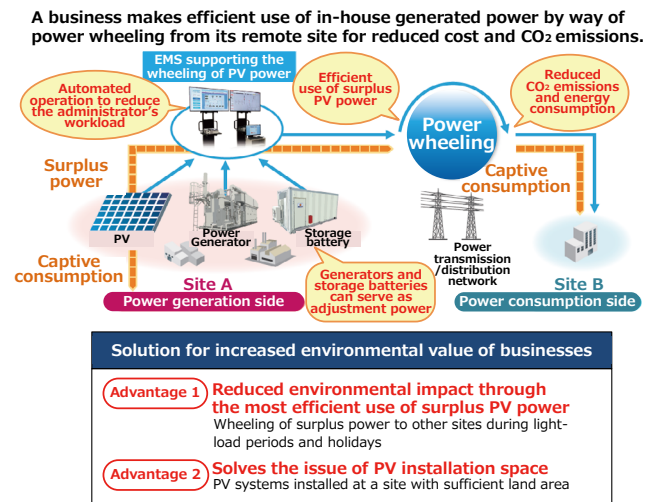 A business makes efficient use of in-house generated power by way of
power wheeling from its remote site for reduced cost and CO₂ emissions.
EMS supporting the
wheeling of PV power
Automated
operation to reduce
the administrator's
workload
Efficient
use of surplus
PV power
Reduced
CO₂ emissions
and energy
consumption
Power
wheeling
Surplus
power
Captive
consumption
PV
Power
Generator
Storage
battery
Power
transmission
/distribution
network
Captive
consumption
Site A
Power generation side
Generators and
storage batteries
can serve as
adjustment power
Site B
Power consumption side
Solution for increased environmental value of businesses
Advantage 1
Reduced environmental impact through
the most efficient use of surplus PV power
Wheeling of surplus power to other sites during light-
load periods and holidays
Advantage 2
Solves the issue of PV installation space
PV systems installed at a site with sufficient land area